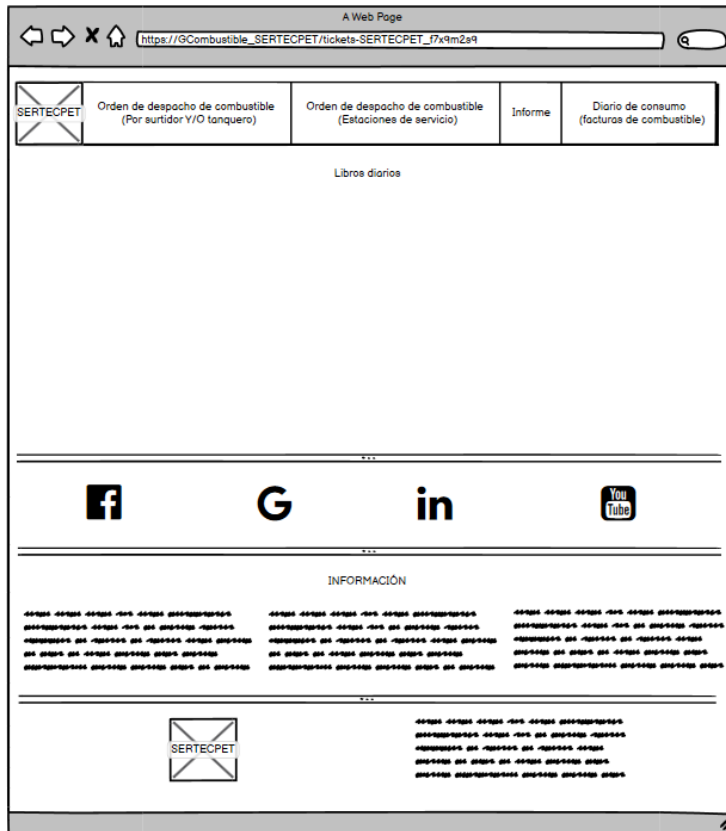 A Web Page
https://GCombustible_SERTECPET/tickets-SERTECPET_f7x9m2s9
SERTECPET
Orden de despacho de combustible
(Por surtidor Y/O tanquero)
Orden de despacho de combustible
(Estaciones de servicio)
Informe
Diario de consumo
(facturas de combustible)
Libros diarios
f
G
in
You
Tube
INFORMACIÓN
SERTECPET